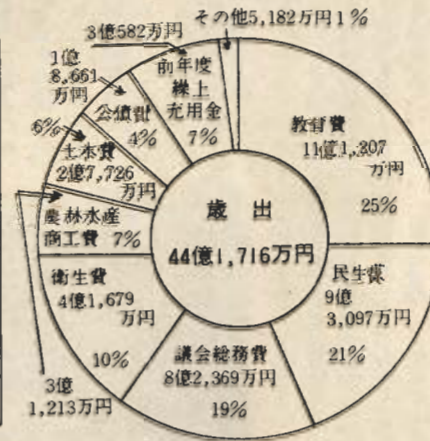 その他5,182万円1%
3億582万円
前年度
繰上
充用金
7%
1億
8,661
万円
公債費
4%
6%
土木費
2億7,726
万円
農林水産
商工費 7%
衛生費
4億1,679
万円
10%
3億
1,213万円
議会総務費
8億2,369万円
19%
民生費
9億
3,097万円
21%
教育費
11億1,207
万円
25%
歳出
44億1,716万円